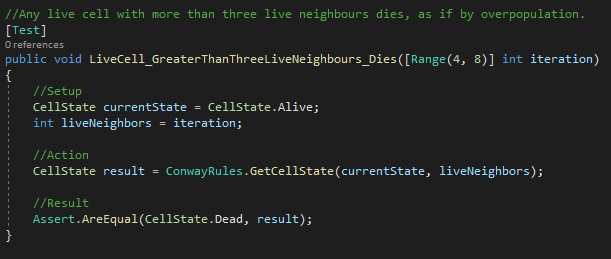 //Any live cell with more than three live neighbours dies, as if by overpopulation.
[Test]
0 references
public void LiveCell_GreaterThanThreeLiveNeighbours_Dies([Range(4, 8)] int iteration)
{
//Setup
CellState currentState = CellState.Alive;
int liveNeighbors = iteration;
//Action
CellState result = ConwayRules.GetCellState(currentState, liveNeighbors);
//Result
Assert.AreEqual(CellState.Dead, result);
}